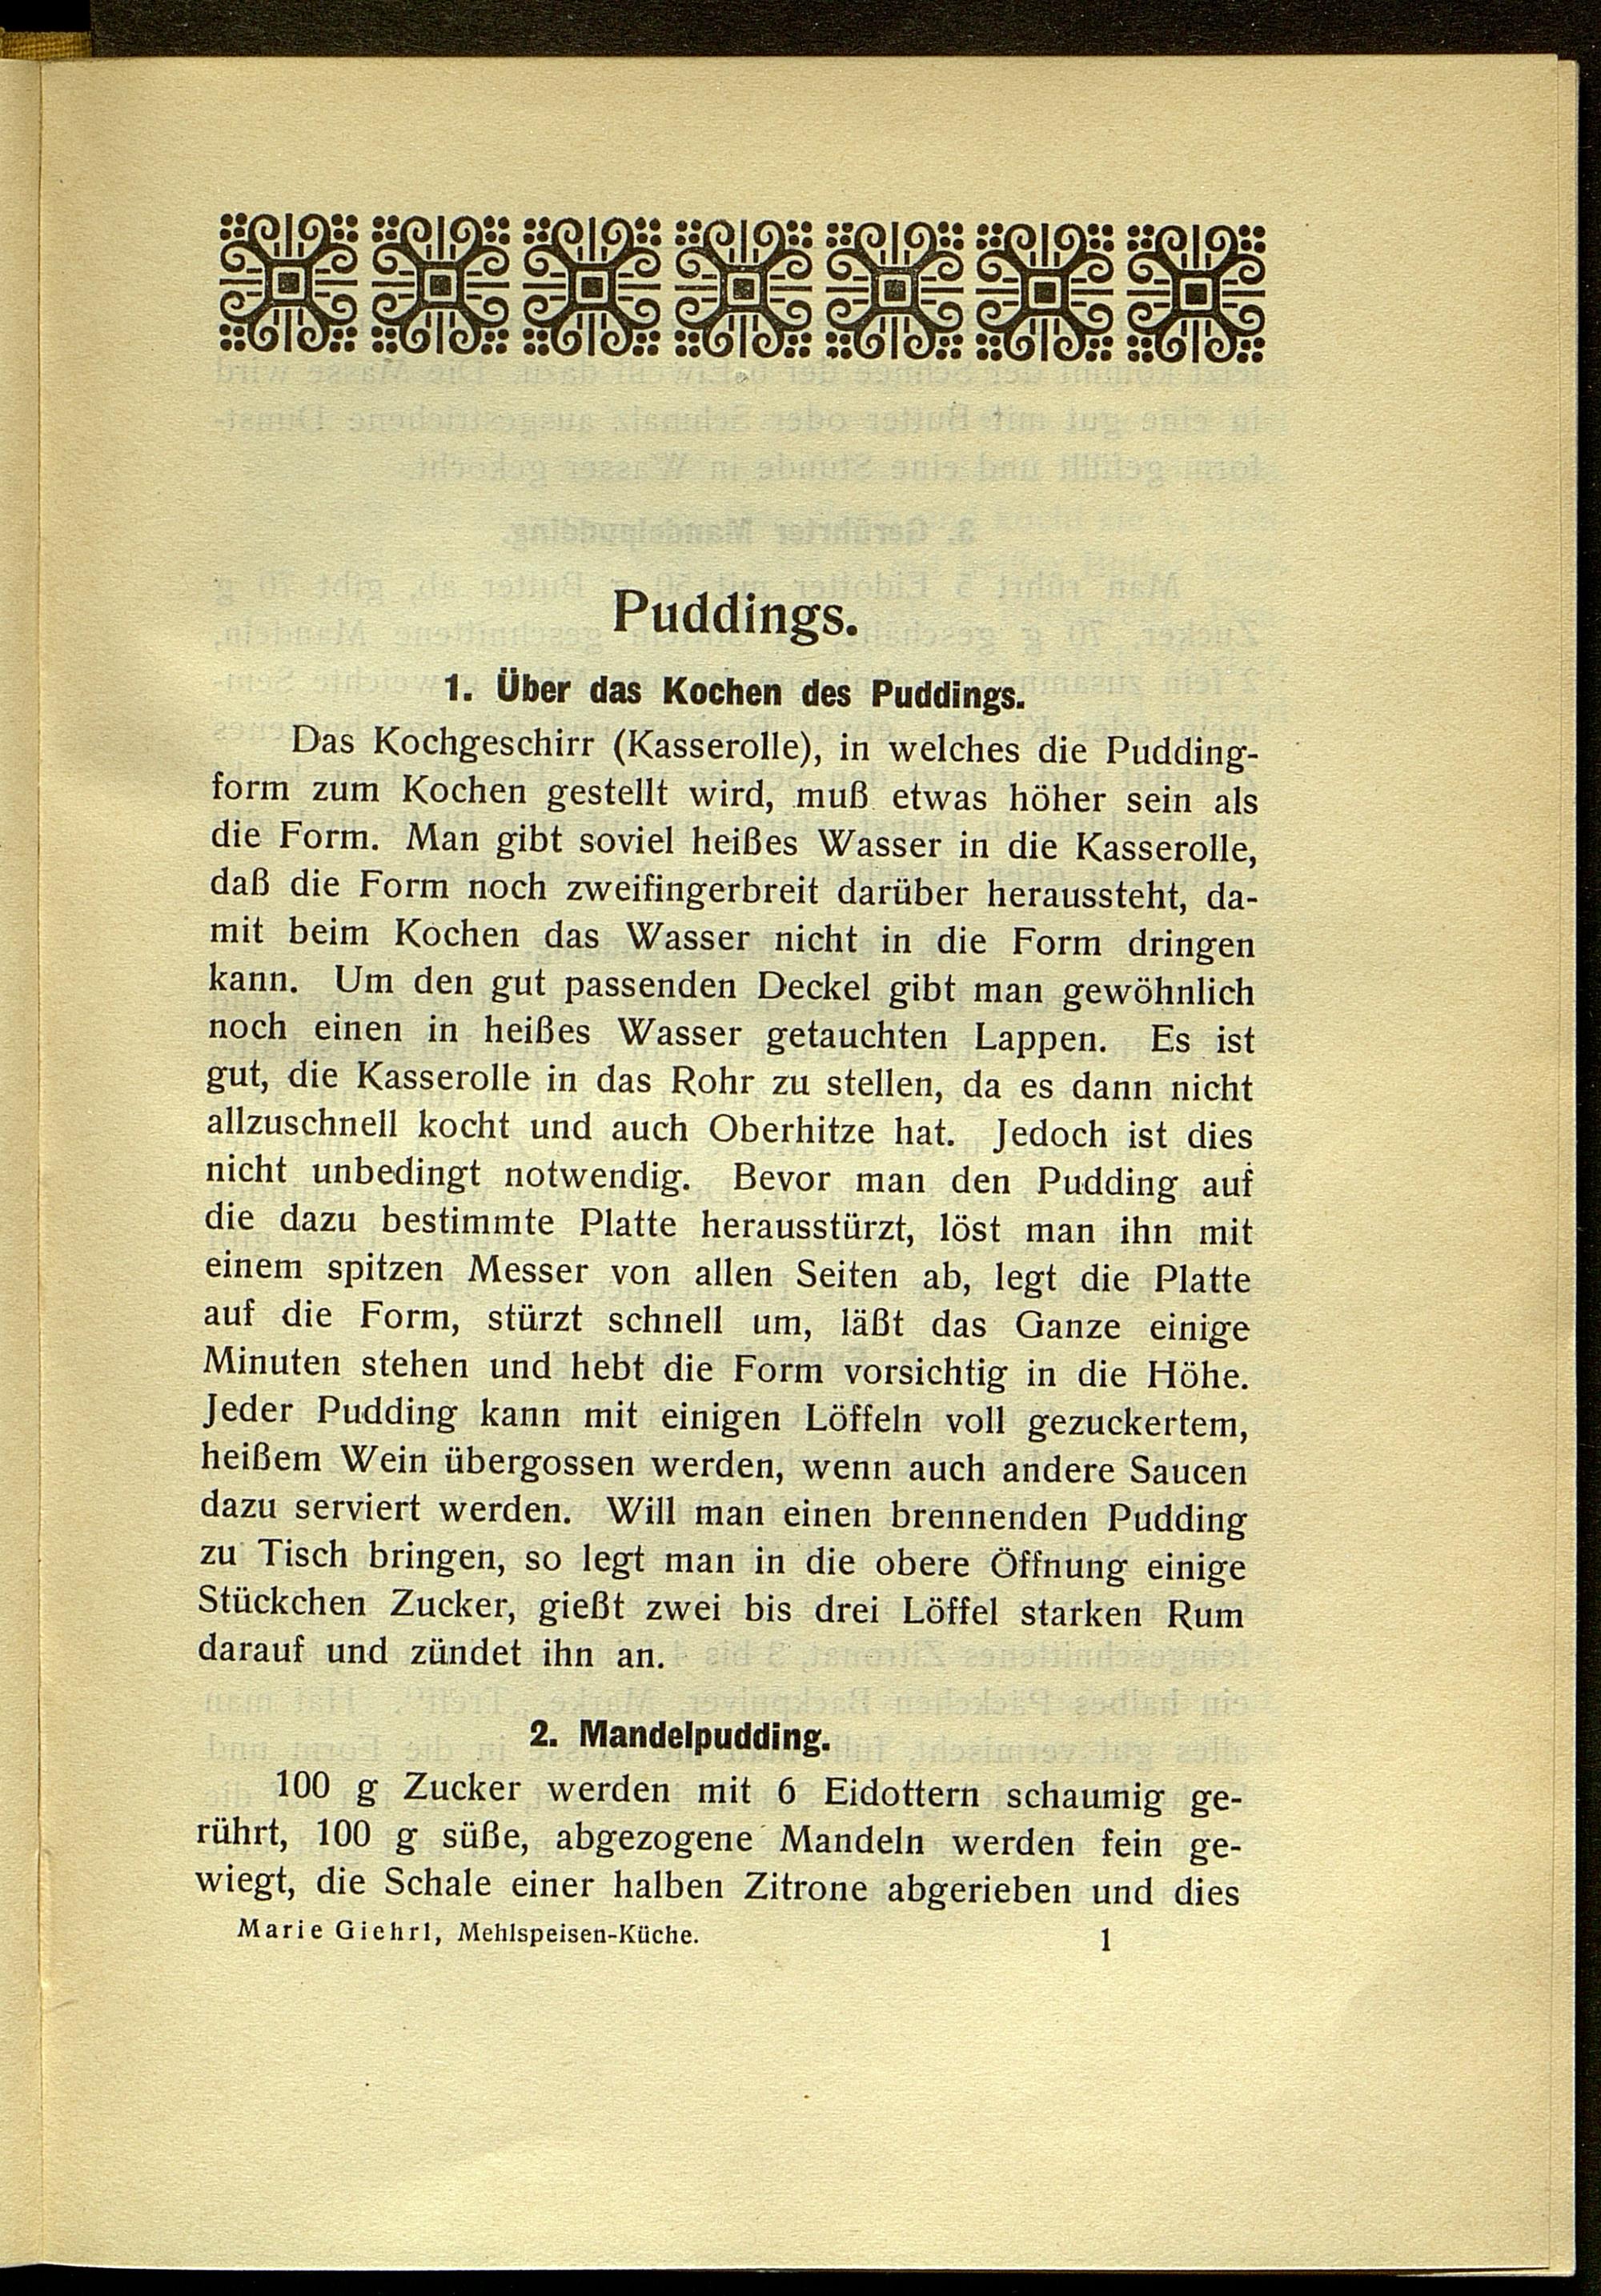 Puddings.
1. Über das Kochen des Puddings.
Das Kochgeschirr (Kasserolle), in welches die Pudding-
form zum Kochen gestellt wird, muß etwas höher sein als
die Form. Man gibt soviel heißes Wasser in die Kasserolle,
daß die Form noch zweifingerbreit darüber heraussteht, da-
mit beim Kochen das Wasser nicht in die Form dringen
kann. Um den gut passenden Deckel gibt man gewöhnlich
noch einen in heißes Wasser getauchten Lappen. Es ist
gut, die Kasserolle in das Rohr zu stellen, da es dann nicht
allzuschnell kocht und auch Oberhitze hat. Jedoch ist dies
nicht unbedingt notwendig. Bevor man den Pudding auf
die dazu bestimmte Platte herausstürzt, löst man ihn mit
einem spitzen Messer von allen Seiten ab, legt die Platte
auf die Form, stürzt schnell um, läßt das Ganze einige
Minuten stehen und hebt die Form vorsichtig in die Höhe.
Jeder Pudding kann mit einigen Löffeln voll gezuckertem,
heißem Wein übergossen werden, wenn auch andere Saucen
dazu serviert werden. Will man einen brennenden Pudding
zu Tisch bringen, so legt man in die obere Öffnung einige
Stückchen Zucker, gießt zwei bis drei Löffel starken Rum
darauf und zündet ihn an.
2. Mandelpudding.
100 g Zucker werden mit 6 Eidottern schaumig ge-
rührt, 100 g süße, abgezogene Mandeln werden fein ge-
wiegt, die Schale einer halben Zitrone abgerieben und dies
Marie Giehrl, Mehlspeisen-Küche. 1